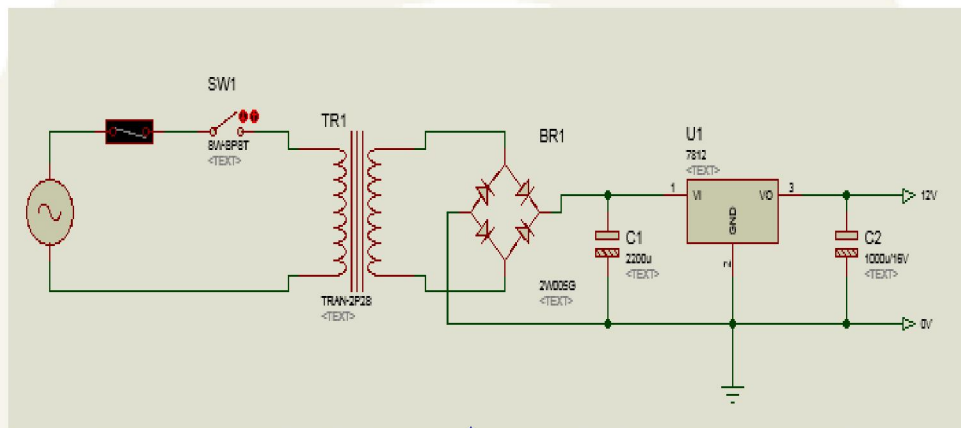 SW1
SW-SPST
<TEXT>
TR1
TRAN-2P2S
<TEXT>
BR1
2W005G
<TEXT>
C1
2200u
<TEXT>
U1
7812
<TEXT>
1
VI
VO
3
GND
2
C2
1000u/16V
<TEXT>
12V
0V